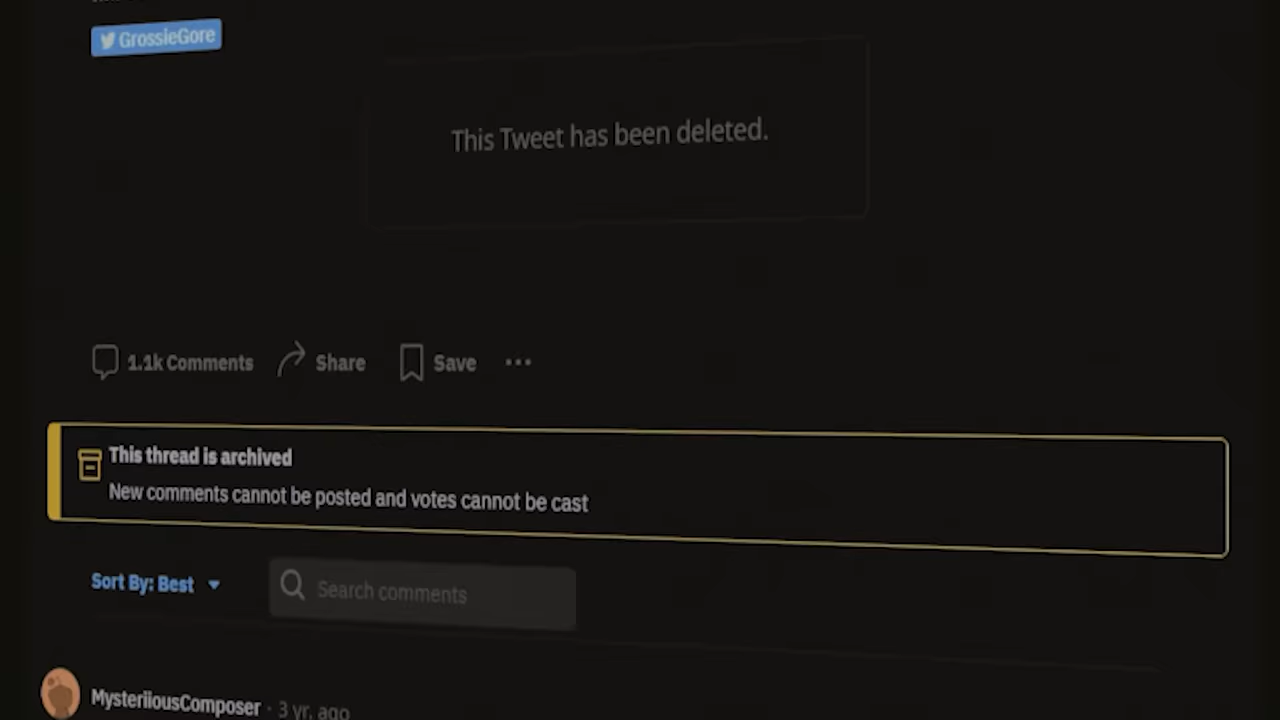 GrossieGore
This Tweet has been deleted.
1.1k Comments Share Save
This thread is archived
New comments cannot be posted and votes cannot be cast
Sort By: Best
Search comments
MysteriiousComposer · 3 yr. ago